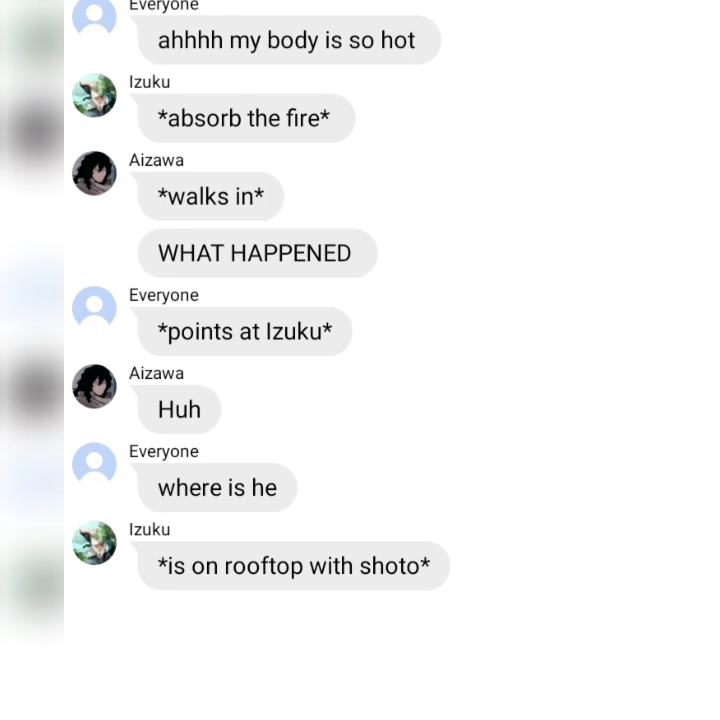 Everyone
ahhhh my body is so hot
Izuku
*absorb the fire*
Aizawa
*walks in*
WHAT HAPPENED
Everyone
*points at Izuku*
Aizawa
Huh
Everyone
where is he
Izuku
*is on rooftop with shoto*